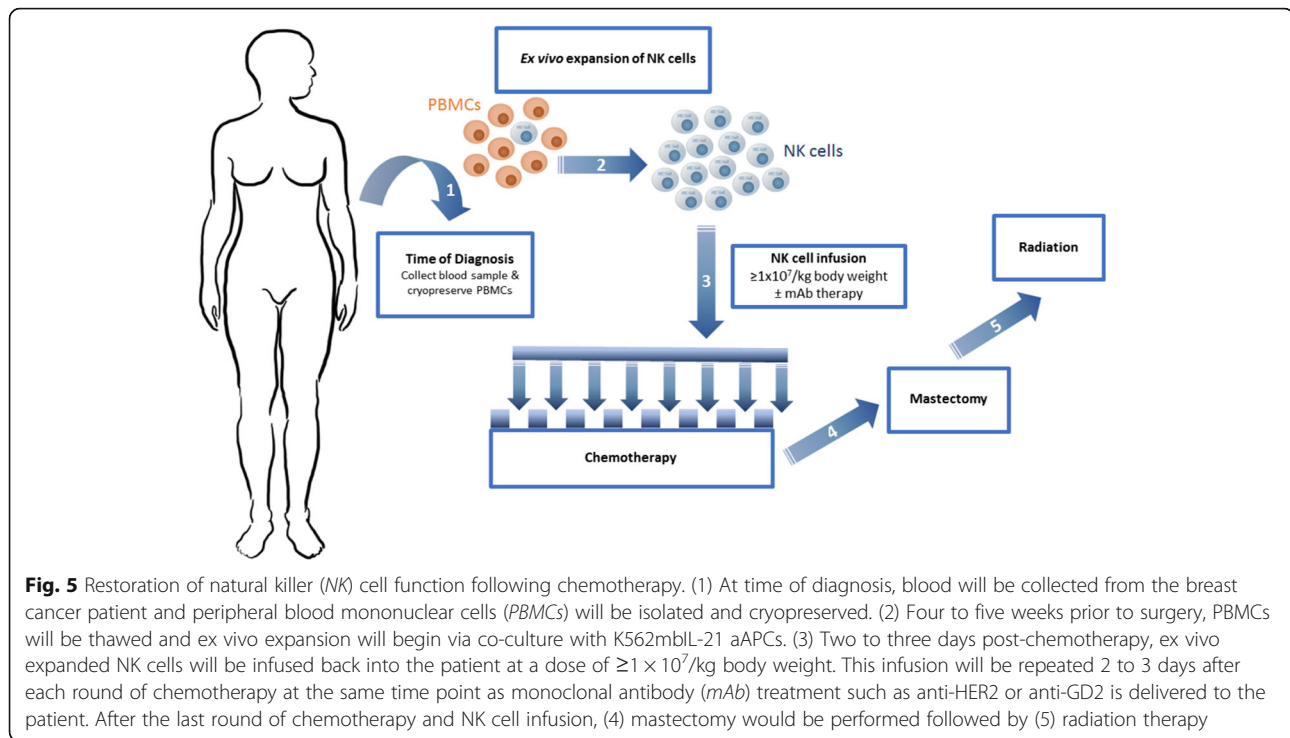 Ex vivo expansion of NK cells
PBMCs
NK cells
1
2
Time of Diagnosis
Collect blood sample &
cryopreserve PBMCs
3
NK cell infusion
≥1x10⁷/kg body weight
± mAb therapy
Radiation
5
Mastectomy
4
Chemotherapy
Fig. 5 Restoration of natural killer (NK) cell function following chemotherapy. (1) At time of diagnosis, blood will be collected from the breast
cancer patient and peripheral blood mononuclear cells (PBMCs) will be isolated and cryopreserved. (2) Four to five weeks prior to surgery, PBMCs
will be thawed and ex vivo expansion will begin via co-culture with K562mbIL-21 aAPCs. (3) Two to three days post-chemotherapy, ex vivo
expanded NK cells will be infused back into the patient at a dose of ≥1 × 10⁷/kg body weight. This infusion will be repeated 2 to 3 days after
each round of chemotherapy at the same time point as monoclonal antibody (mAb) treatment such as anti-HER2 or anti-GD2 is delivered to the
patient. After the last round of chemotherapy and NK cell infusion, (4) mastectomy would be performed followed by (5) radiation therapy